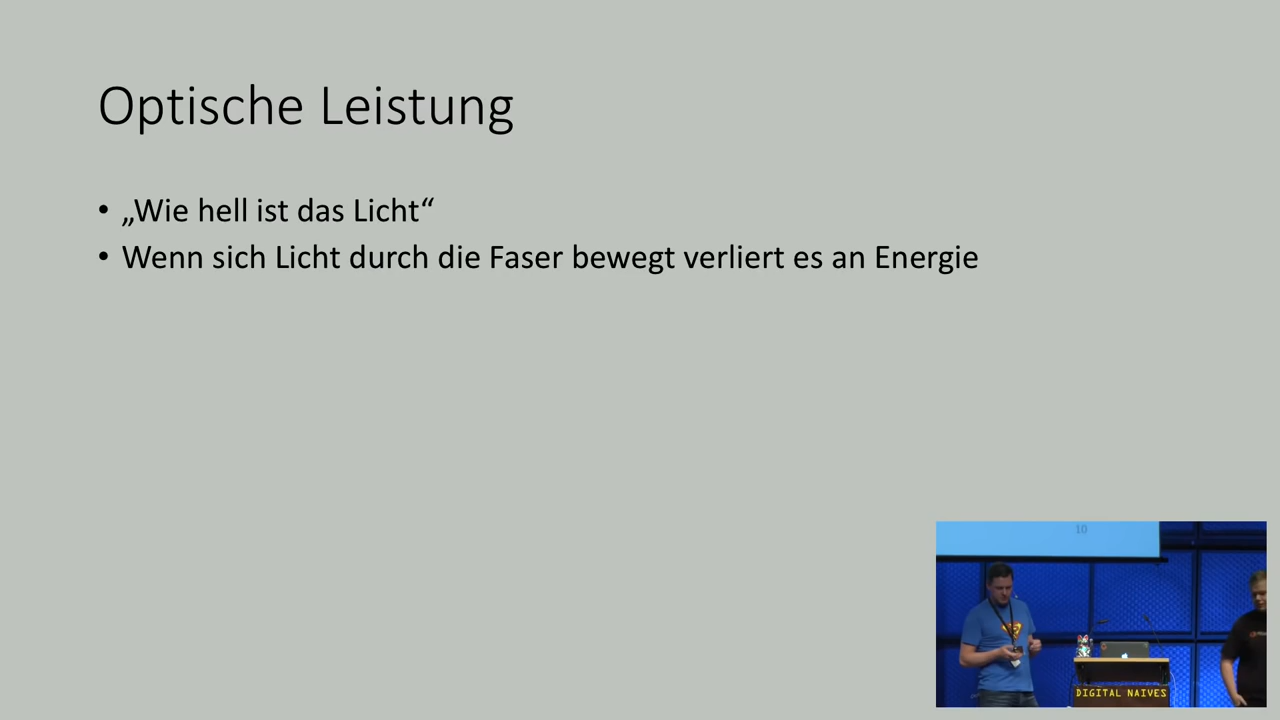 Optische Leistung
• „Wie hell ist das Licht“
• Wenn sich Licht durch die Faser bewegt verliert es an Energie
10
DIGITAL NAIVES